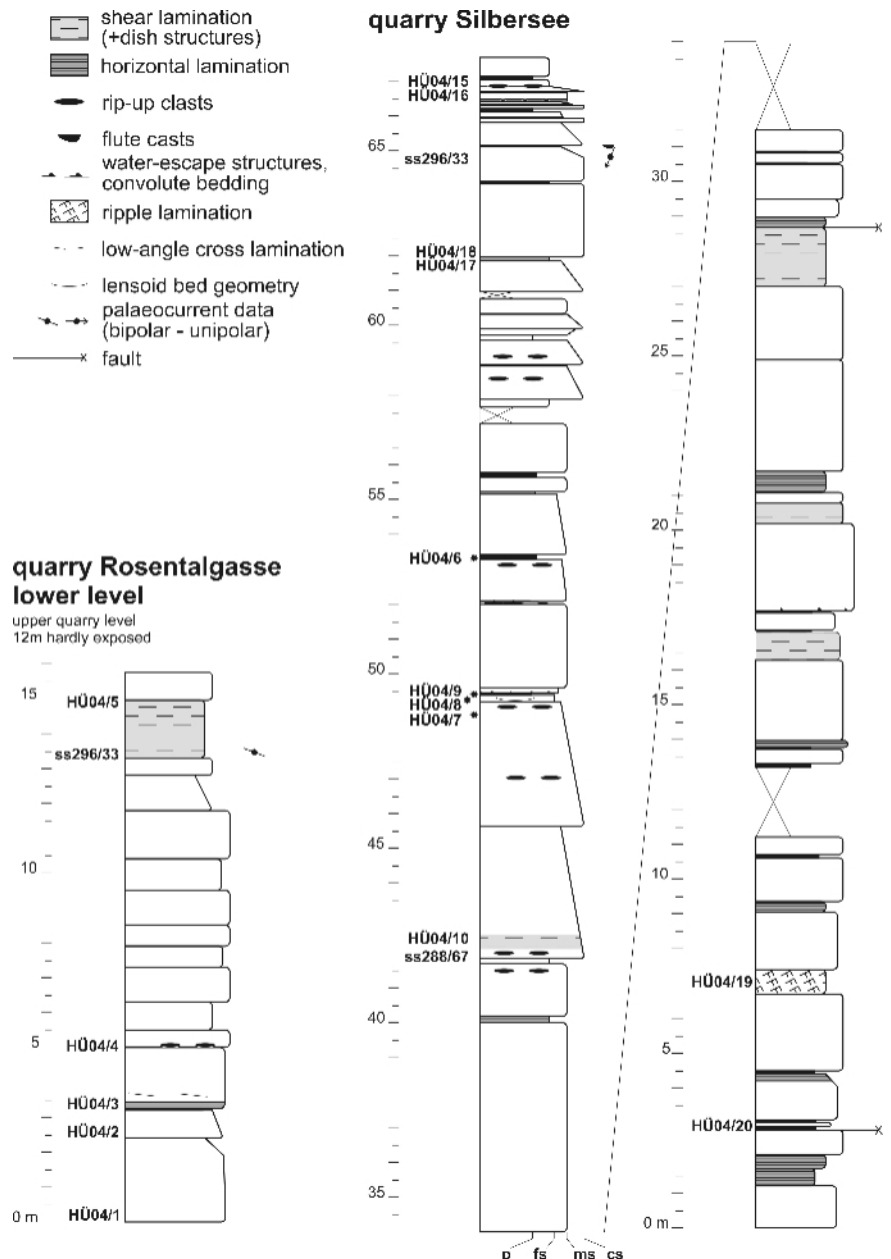 shear lamination
(+dish structures)
horizontal lamination
rip-up clasts
flute casts
water-escape structures,
convolute bedding
ripple lamination
low-angle cross lamination
lensoid bed geometry
palaeocurrent data
(bipolar - unipolar)
fault
quarry Rosentalgasse
lower level
upper quarry level
12m hardly exposed
15
HÜ04/5
ss296/33
10
5
HÜ04/4
HÜ04/3
HÜ04/2
0 m
HÜ04/1
quarry Silbersee
HÜ04/15
HÜ04/16
65
ss296/33
HÜ04/18
HÜ04/17
60
55
HÜ04/6
50
HÜ04/9
HÜ04/8
HÜ04/7
45
HÜ04/10
ss288/67
40
35
p fs ms cs
30
25
20
15
10
HÜ04/19
5
HÜ04/20
0 m